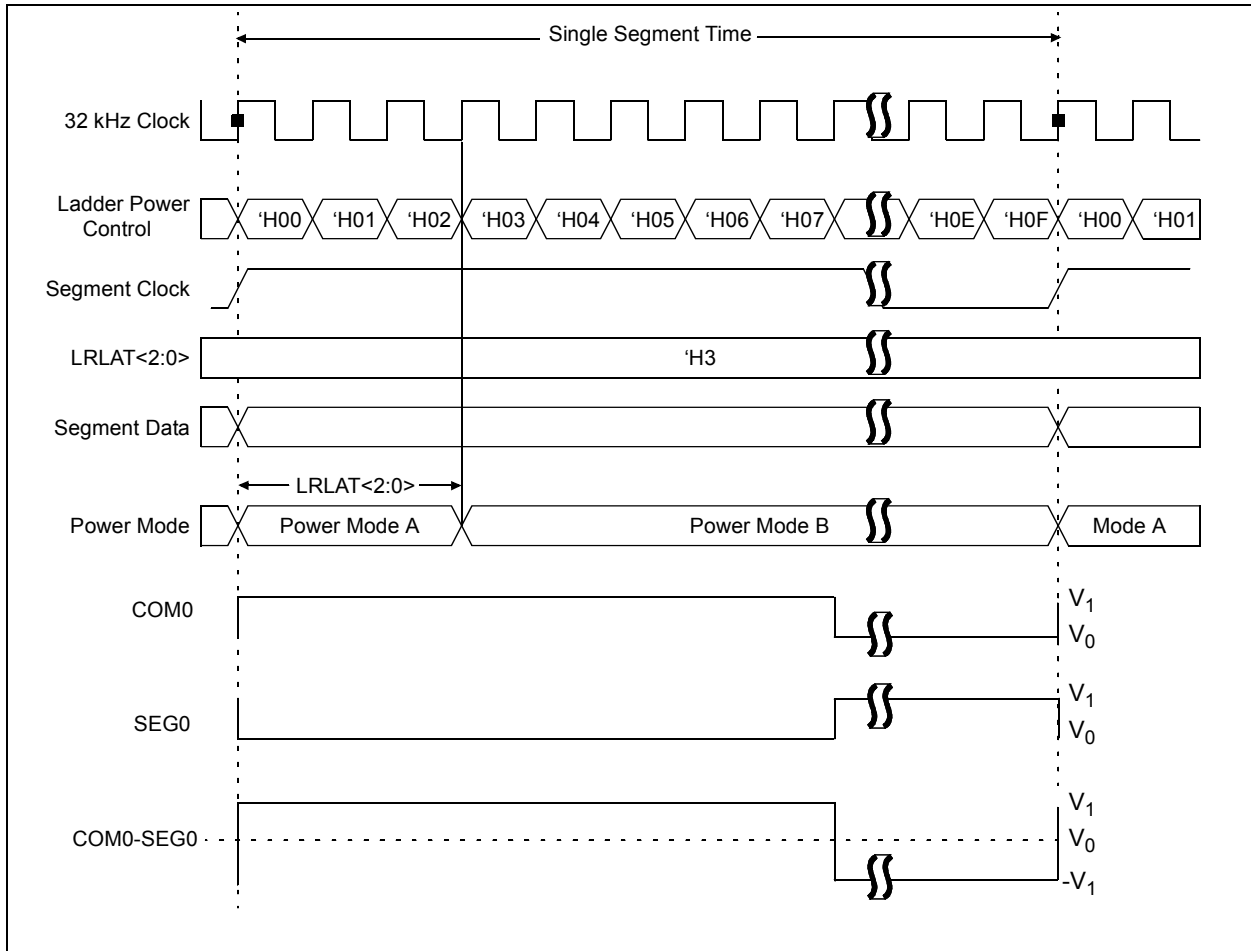 Single Segment Time
32 kHz Clock
Ladder Power
Control
‘H00 ‘H01 ‘H02 ‘H03 ‘H04 ‘H05 ‘H06 ‘H07 ‘H0E ‘H0F ‘H00 ‘H01
Segment Clock
LRLAT<2:0> ‘H3
Segment Data
LRLAT<2:0>
Power Mode Power Mode A Power Mode B Mode A
COM0 V1
V0
SEG0 V1
V0
V1
COM0-SEG0 V0
-V1